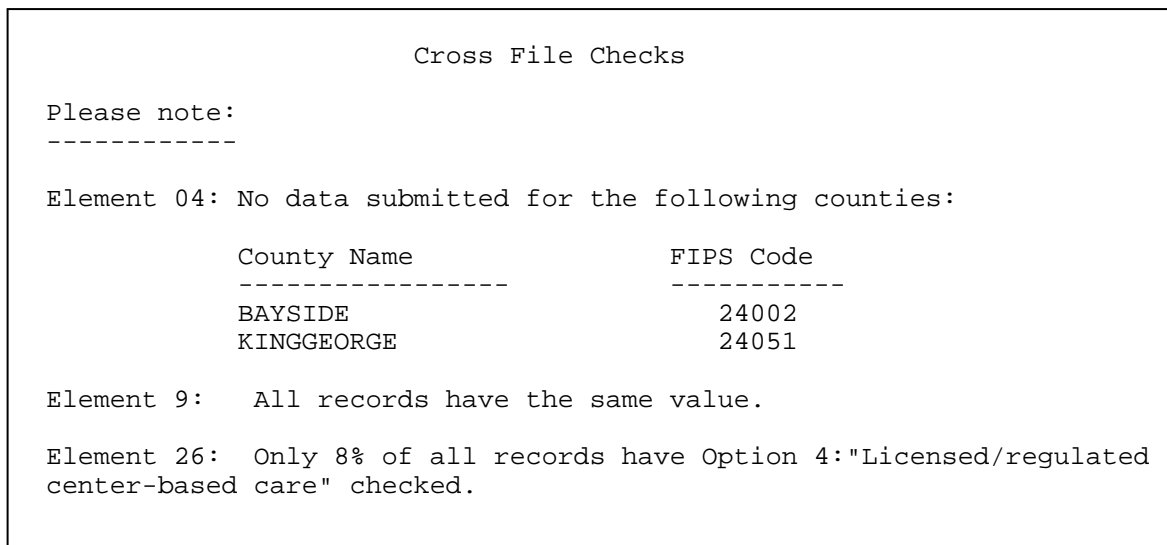 Cross File Checks
Please note:
------------
Element 04: No data submitted for the following counties:
County Name FIPS Code
----------------- -----------
BAYSIDE 24002
KINGGEORGE 24051
Element 9: All records have the same value.
Element 26: Only 8% of all records have Option 4:"Licensed/regulated
center-based care" checked.